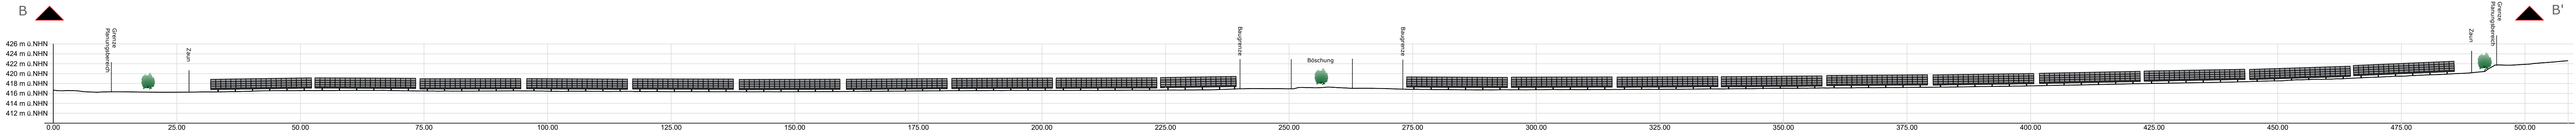 B
B'
Grenze
Planungsbereich
Zaun
Baugrenze
Böschung
Baugrenze
Zaun
Grenze
Planungsbereich
426 m ü.NHN
424 m ü.NHN
422 m ü.NHN
420 m ü.NHN
418 m ü.NHN
416 m ü.NHN
414 m ü.NHN
412 m ü.NHN
0.00 25.00 50.00 75.00 100.00 125.00 150.00 175.00 200.00 225.00 250.00 275.00 300.00 325.00 350.00 375.00 400.00 425.00 450.00 475.00 500.00